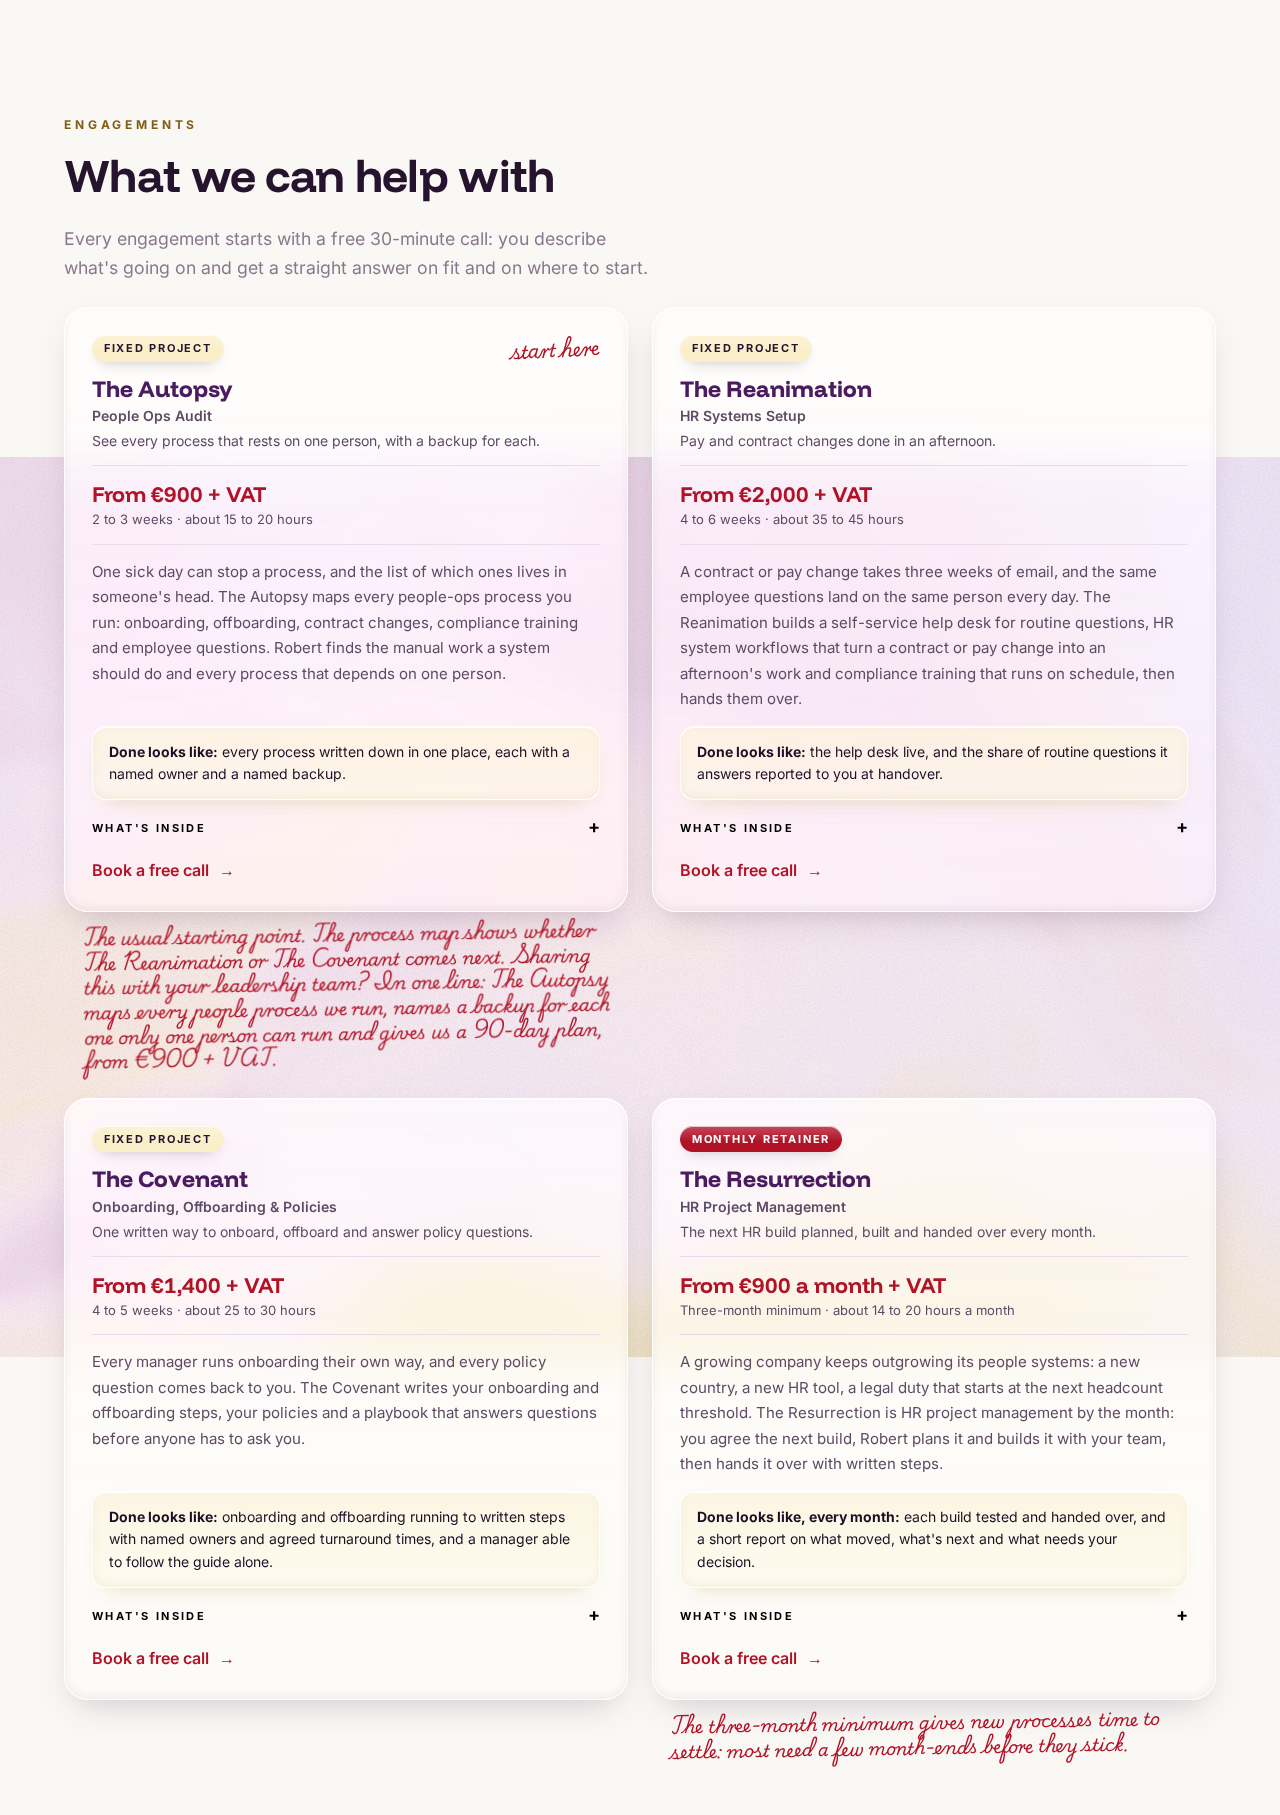 ENGAGEMENTS
What we can help with
Every engagement starts with a free 30-minute call: you describe
what's going on and get a straight answer on fit and on where to start.
FIXED PROJECT
start here
The Autopsy
People Ops Audit
See every process that rests on one person, with a backup for each.
From €900 + VAT
2 to 3 weeks · about 15 to 20 hours
One sick day can stop a process, and the list of which ones lives in
someone's head. The Autopsy maps every people-ops process you
run: onboarding, offboarding, contract changes, compliance training
and employee questions. Robert finds the manual work a system
should do and every process that depends on one person.
Done looks like: every process written down in one place, each with a
named owner and a named backup.
WHAT'S INSIDE +
Book a free call →
The usual starting point. The process map shows whether
The Reanimation or The Covenant comes next. Sharing
this with your leadership team? In one line: The Autopsy
maps every people process we run, names a backup for each
one only one person can run and gives us a 90-day plan,
from €900 + VAT.
FIXED PROJECT
The Reanimation
HR Systems Setup
Pay and contract changes done in an afternoon.
From €2,000 + VAT
4 to 6 weeks · about 35 to 45 hours
A contract or pay change takes three weeks of email, and the same
employee questions land on the same person every day. The
Reanimation builds a self-service help desk for routine questions, HR
system workflows that turn a contract or pay change into an
afternoon's work and compliance training that runs on schedule, then
hands them over.
Done looks like: the help desk live, and the share of routine questions it
answers reported to you at handover.
WHAT'S INSIDE +
Book a free call →
FIXED PROJECT
The Covenant
Onboarding, Offboarding & Policies
One written way to onboard, offboard and answer policy questions.
From €1,400 + VAT
4 to 5 weeks · about 25 to 30 hours
Every manager runs onboarding their own way, and every policy
question comes back to you. The Covenant writes your onboarding and
offboarding steps, your policies and a playbook that answers questions
before anyone has to ask you.
Done looks like: onboarding and offboarding running to written steps
with named owners and agreed turnaround times, and a manager able
to follow the guide alone.
WHAT'S INSIDE +
Book a free call →
MONTHLY RETAINER
The Resurrection
HR Project Management
The next HR build planned, built and handed over every month.
From €900 a month + VAT
Three-month minimum · about 14 to 20 hours a month
A growing company keeps outgrowing its people systems: a new
country, a new HR tool, a legal duty that starts at the next headcount
threshold. The Resurrection is HR project management by the month:
you agree the next build, Robert plans it and builds it with your team,
then hands it over with written steps.
Done looks like, every month: each build tested and handed over, and
a short report on what moved, what's next and what needs your
decision.
WHAT'S INSIDE +
Book a free call →
The three-month minimum gives new processes time to
settle: most need a few month-ends before they stick.